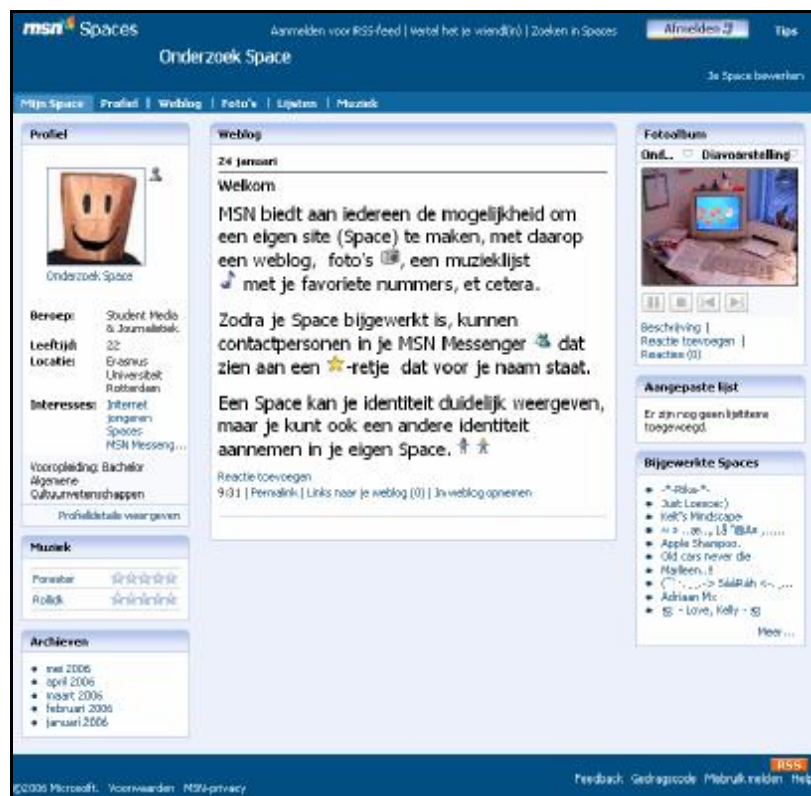 msn Spaces
Aanmelden voor RSS-feed | Vertel het je vriend(in) | Zoeken in Spaces
Afmelden
Tips
Onderzoek Space
Je Space bewerken
Mijn Space Profiel | Weblog | Foto's | Lijsten | Muziek
Profiel
Onderzoek Space
Beroep: Student Media
& Journalistiek
Leeftijd: 22
Locatie: Erasmus
Universiteit
Rotterdam
Interesses: Internet
jongeren
Spaces
MSN Messeng...
Vooropleiding: Bachelor
Algemene
Cultuurwetenschappen
Profieldetails weergeven
Muziek
Forester
Archieven
mei 2006
april 2006
maart 2006
februari 2006
januari 2006
Weblog
24 januari
Welkom
MSN biedt aan iedereen de mogelijkheid om
een eigen site (Space) te maken, met daarop
een weblog, foto's , een muzieklijst
met je favoriete nummers, et cetera.
Zodra je Space bijgewerkt is, kunnen
contactpersonen in je MSN Messenger dat
zien aan een -retje dat voor je naam staat.
Een Space kan je identiteit duidelijk weergeven,
maar je kunt ook een andere identiteit
aannemen in je eigen Space.
Reactie toevoegen
9:31 | Permalink | Links naar je weblog (0) | In weblog opnemen
Fotoalbum
Ond.. Diavoorstelling
Beschrijving |
Reactie toevoegen |
Reacties (0)
Aangepaste lijst
Er zijn nog geen lijstitems
toegevoegd.
Bijgewerkte Spaces
-*-Rika-*-
Kelt's Mindscape
Apple Shampoo.
Old cars never die
Marleen..!
Adriaan Mx
- Love, Kelly -
Meer...
RSS
©2006 Microsoft. Voorwaarden MSN-privacy
Feedback Gedragscode Misbruik melden Help